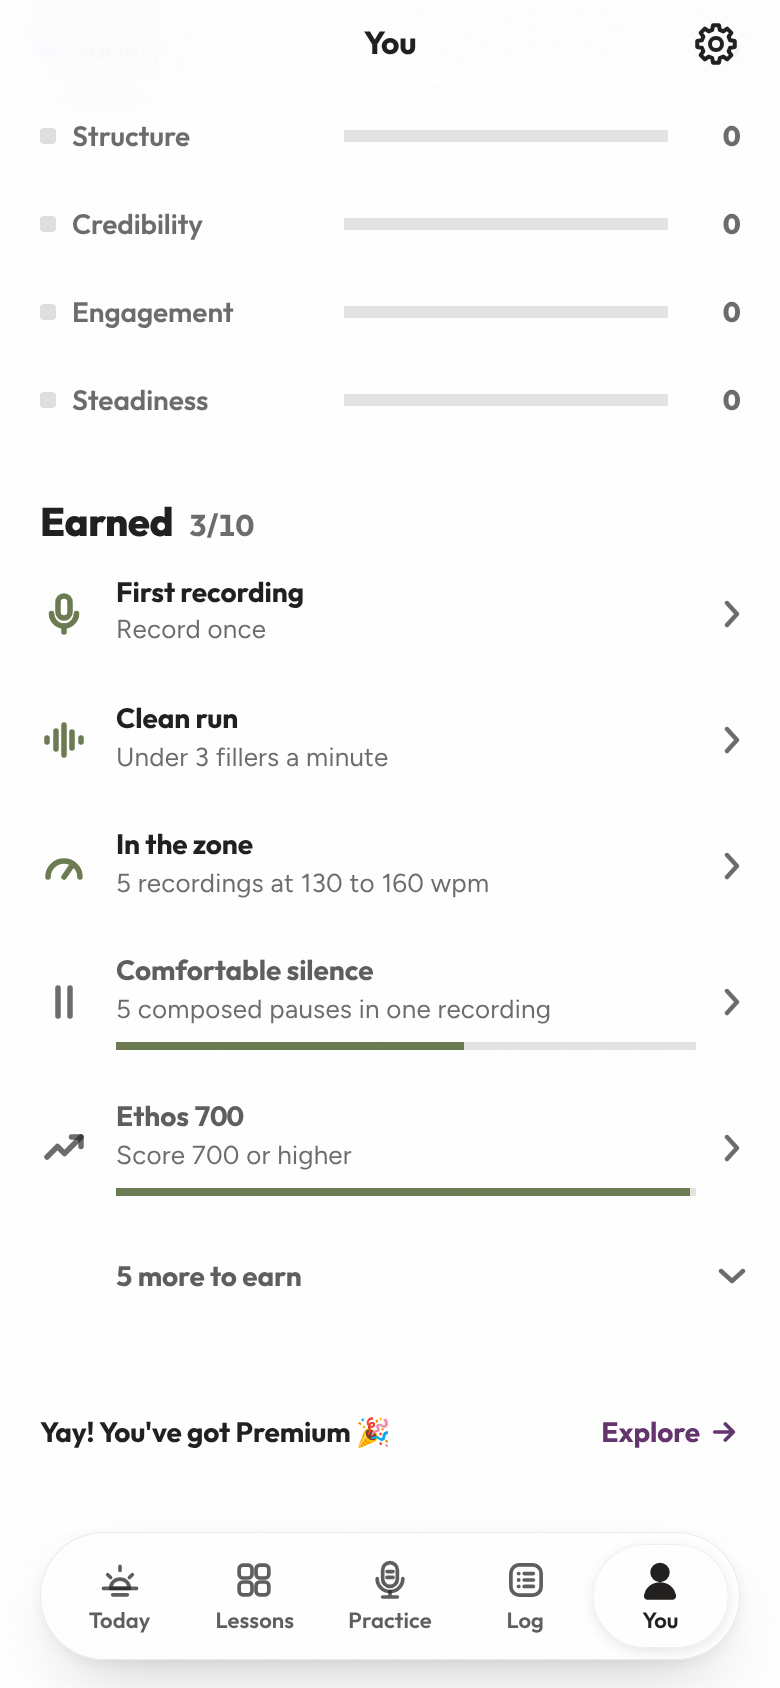 You
Variety
Structure 0
Credibility 0
Engagement 0
Steadiness 0
Earned 3/10
First recording
Record once
Clean run
Under 3 fillers a minute
In the zone
5 recordings at 130 to 160 wpm
Comfortable silence
5 composed pauses in one recording
Ethos 700
Score 700 or higher
5 more to earn
Yay! You've got Premium 🎉 Explore →
Today Lessons Practice Log You